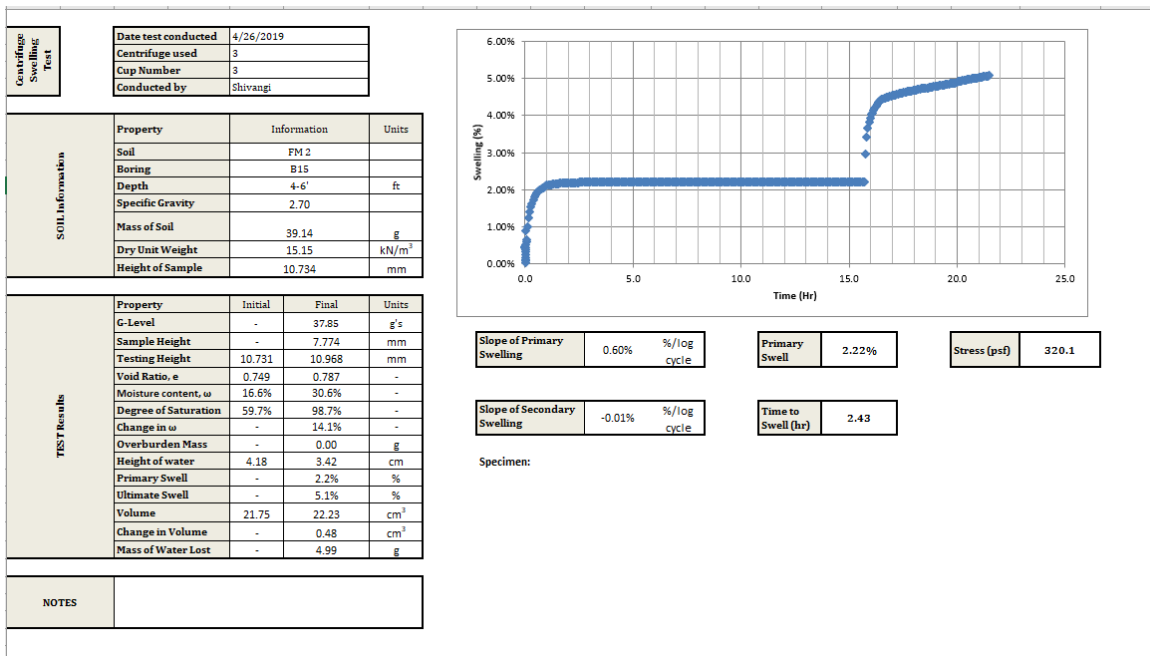 Centrifuge
Swelling
Test
Date test conducted 4/26/2019
Centrifuge used 3
Cup Number 3
Conducted by Shivangi
SOIL Information
Property Information Units
Soil FM 2
Boring B15
Depth 4-6' ft
Specific Gravity 2.70
Mass of Soil 39.14 g
Dry Unit Weight 15.15 kN/m³
Height of Sample 10.734 mm
TEST Results
Property Initial Final Units
G-Level - 37.85 g's
Sample Height - 7.774 mm
Testing Height 10.731 10.968 mm
Void Ratio, e 0.749 0.787 -
Moisture content, ω 16.6% 30.6% -
Degree of Saturation 59.7% 98.7% -
Change in ω - 14.1% -
Overburden Mass - 0.00 g
Height of water 4.18 3.42 cm
Primary Swell - 2.2% %
Ultimate Swell - 5.1% %
Volume 21.75 22.23 cm³
Change in Volume - 0.48 cm³
Mass of Water Lost - 4.99 g
NOTES
6.00%
5.00%
4.00%
3.00%
2.00%
1.00%
0.00%
Swelling (%)
0.0 5.0 10.0 15.0 20.0 25.0
Time (Hr)
Slope of Primary
Swelling
0.60%
%/log
cycle
Primary
Swell
2.22%
Stress (psf) 320.1
Slope of Secondary
Swelling
-0.01%
%/log
cycle
Time to
Swell (hr)
2.43
Specimen: